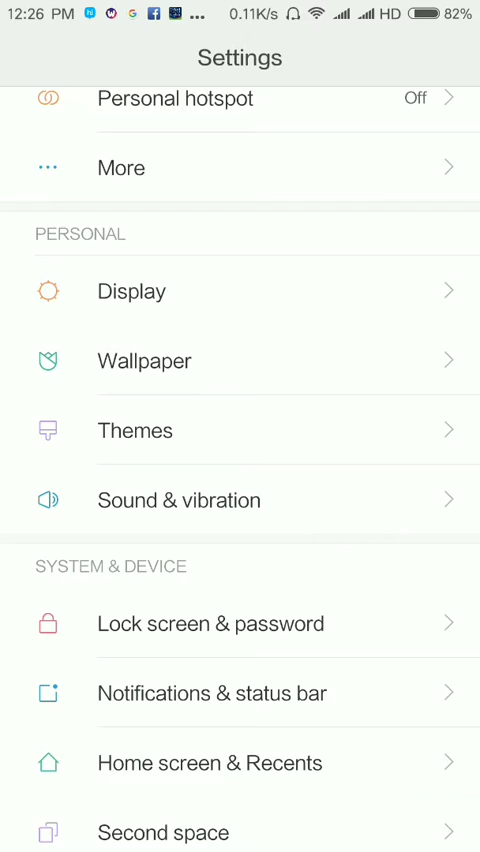 12:26 PM 0.11K/s HD 82%
Settings
Personal hotspot Off
More
PERSONAL
Display
Wallpaper
Themes
Sound & vibration
SYSTEM & DEVICE
Lock screen & password
Notifications & status bar
Home screen & Recents
Second space